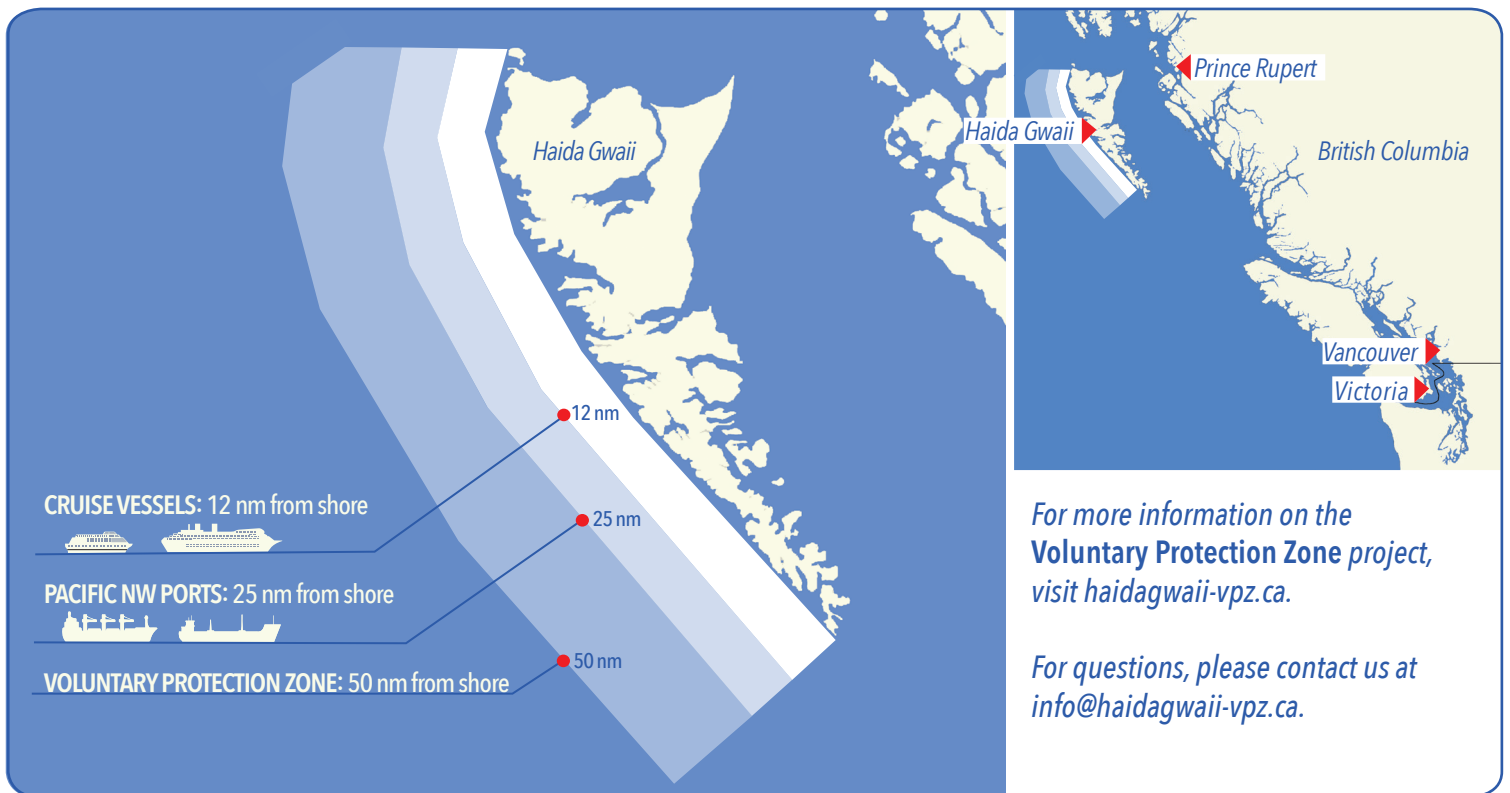 Haida Gwaii
12 nm
25 nm
50 nm
CRUISE VESSELS: 12 nm from shore
PACIFIC NW PORTS: 25 nm from shore
VOLUNTARY PROTECTION ZONE: 50 nm from shore
Prince Rupert
Haida Gwaii
British Columbia
Vancouver
Victoria
For more information on the
Voluntary Protection Zone project,
visit haidagwaii-vpz.ca.
For questions, please contact us at
info@haidagwaii-vpz.ca.